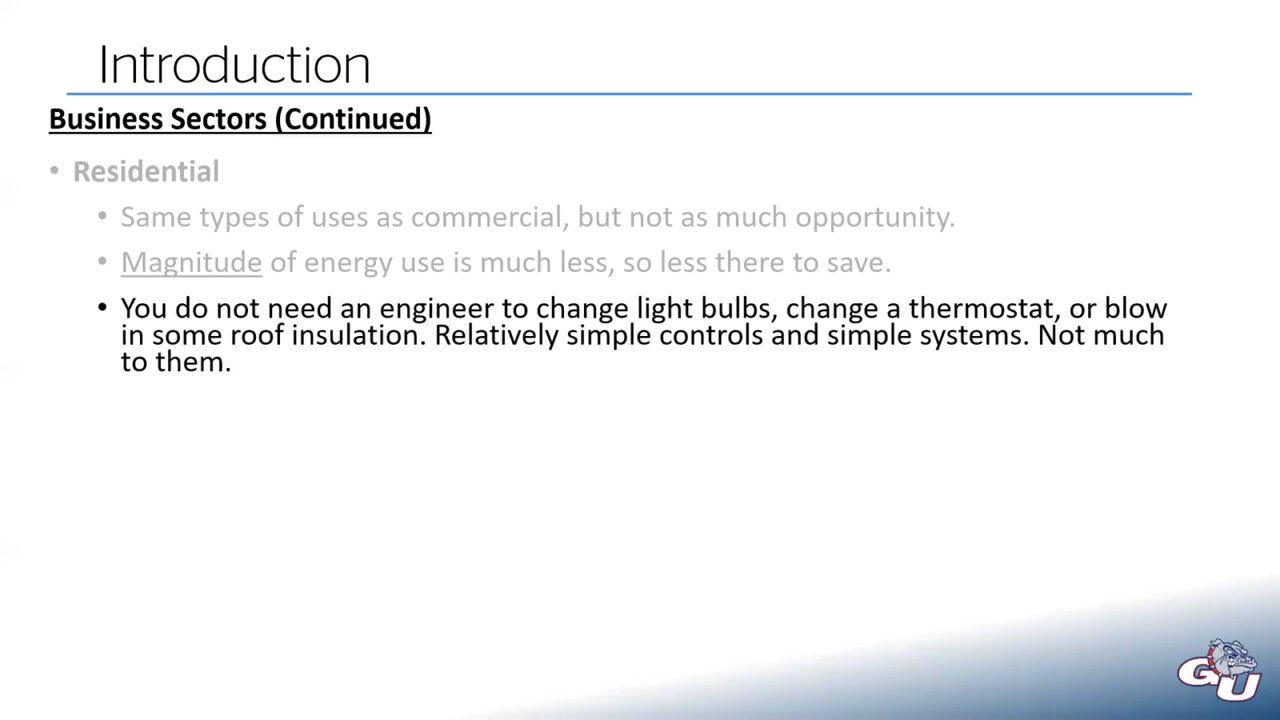 Introduction
Business Sectors (Continued)
• Residential
• Same types of uses as commercial, but not as much opportunity.
• Magnitude of energy use is much less, so less there to save.
• You do not need an engineer to change light bulbs, change a thermostat, or blow
in some roof insulation. Relatively simple controls and simple systems. Not much
to them.
GU